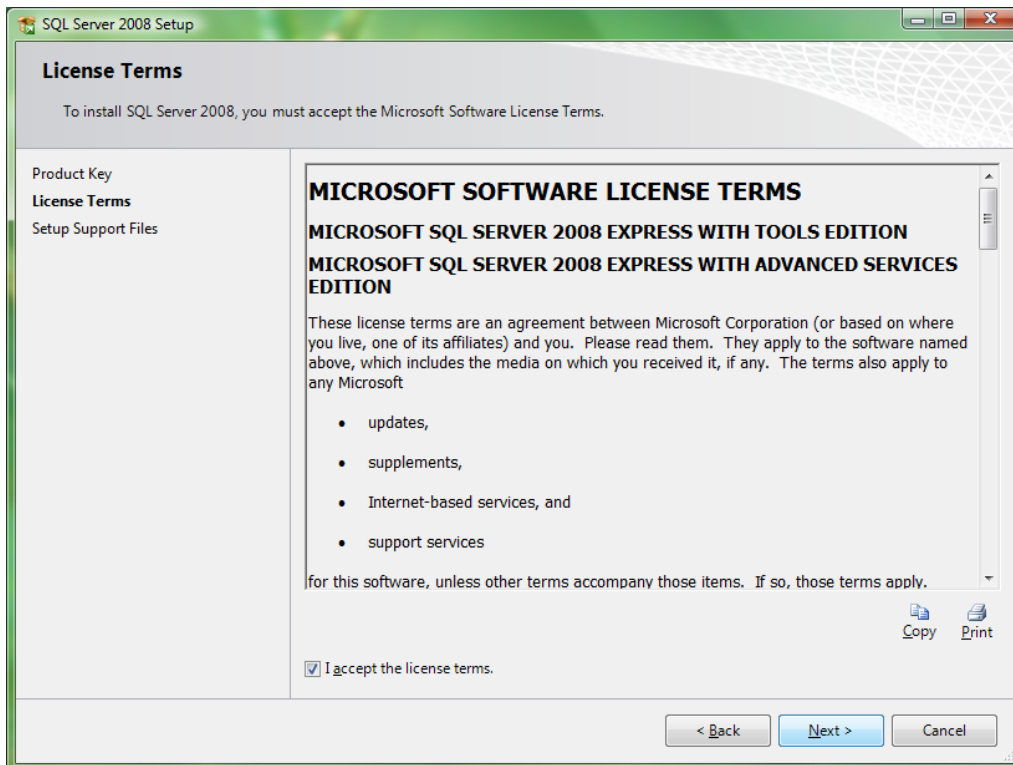 SQL Server 2008 Setup
License Terms
To install SQL Server 2008, you must accept the Microsoft Software License Terms.
Product Key
License Terms
Setup Support Files
MICROSOFT SOFTWARE LICENSE TERMS
MICROSOFT SQL SERVER 2008 EXPRESS WITH TOOLS EDITION
MICROSOFT SQL SERVER 2008 EXPRESS WITH ADVANCED SERVICES
EDITION
These license terms are an agreement between Microsoft Corporation (or based on where
you live, one of its affiliates) and you.  Please read them.  They apply to the software named
above, which includes the media on which you received it, if any.  The terms also apply to
any Microsoft
• updates,
• supplements,
• Internet-based services, and
• support services
for this software, unless other terms accompany those items.  If so, those terms apply.
Copy Print
I accept the license terms.
< Back Next > Cancel